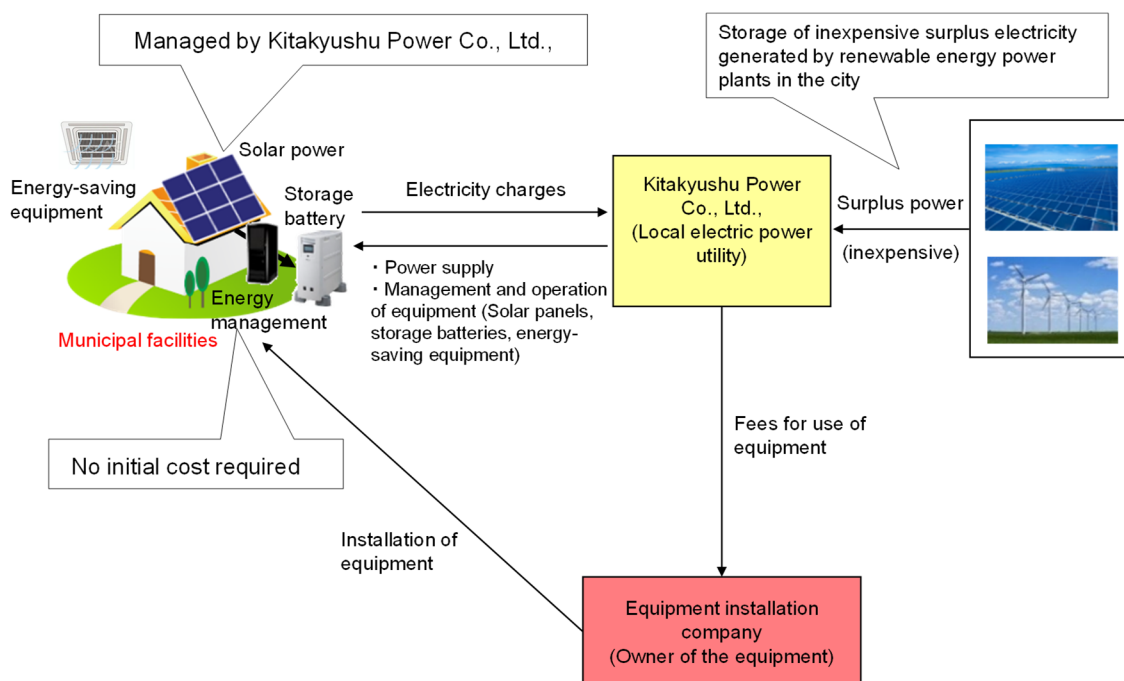 Managed by Kitakyushu Power Co., Ltd.,
Storage of inexpensive surplus electricity
generated by renewable energy power
plants in the city
Solar power
Energy-saving
equipment
Storage
battery
Energy
management
Municipal facilities
No initial cost required
Electricity charges
・Power supply
・Management and operation
of equipment (Solar panels,
storage batteries, energy-
saving equipment)
Kitakyushu Power
Co., Ltd.,
(Local electric power
utility)
Surplus power
(inexpensive)
Fees for use of
equipment
Installation of
equipment
Equipment installation
company
(Owner of the equipment)